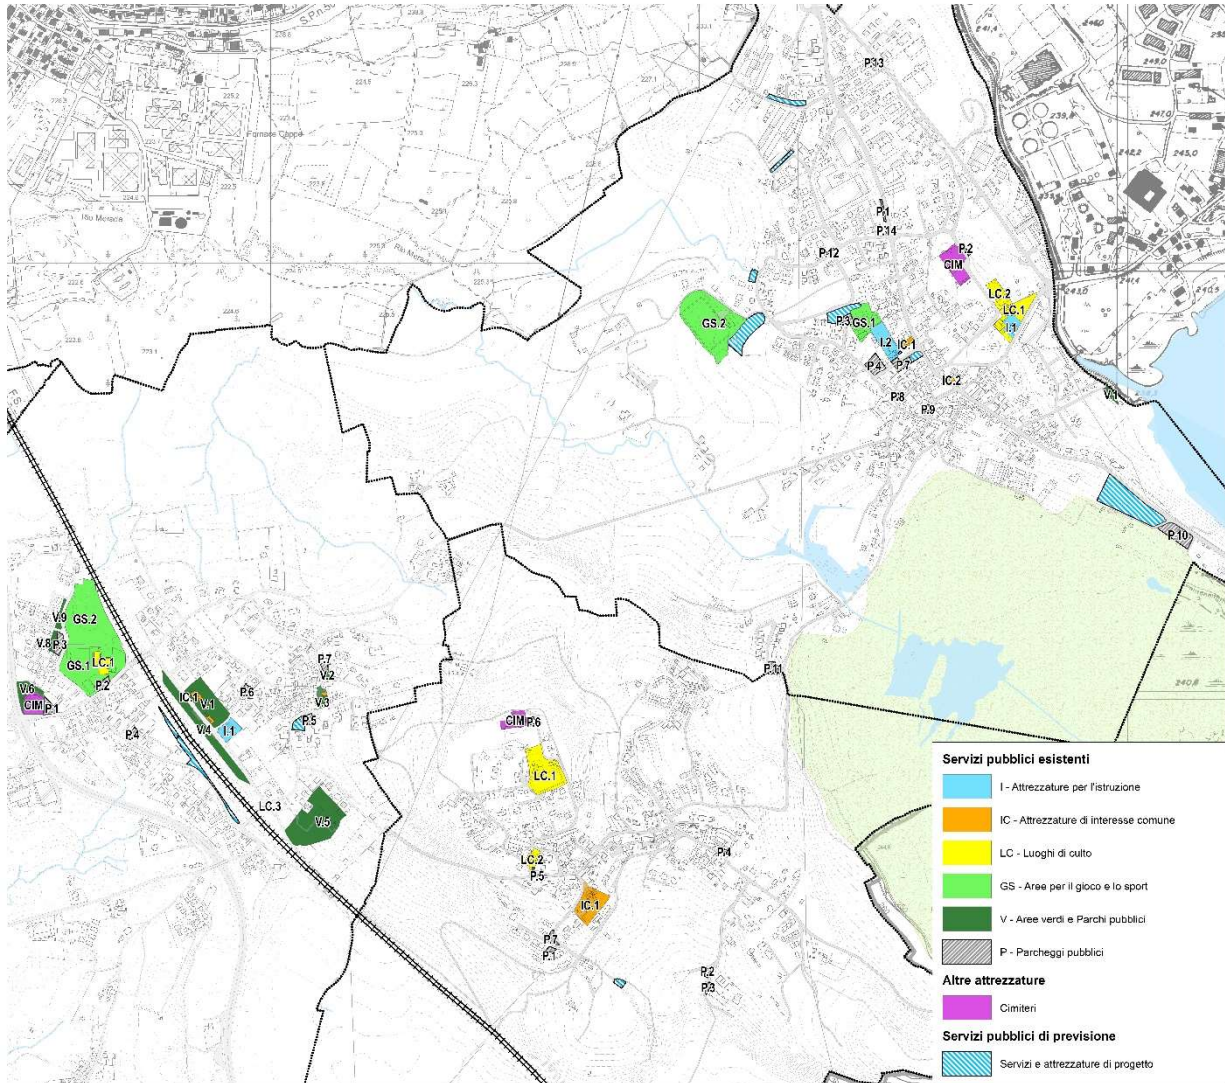 Fornace Cappe
Rio Merace
P.33
P.1
P.14
P.12
P.2
CIM
LC.2
LC.1
I.1
GS.2
P.3
GS.1
I.2
IC.1
P.4
P.7
IC.2
P.8
P.9
V.1
P.10
P.11
V.9
GS.2
V.8
P.3
GS.1
LC.1
P.2
V.6
CIM
P.1
P.7
V.2
V.3
P.6
IC.1
V.1
V.4
I.1
P.5
P.4
LC.3
V.5
CIM
P.6
LC.1
LC.2
P.5
P.4
IC.1
P.7
P.1
P.2
P.3
Servizi pubblici esistenti
I - Attrezzature per l'istruzione
IC - Attrezzature di interesse comune
LC - Luoghi di culto
GS - Aree per il gioco e lo sport
V - Aree verdi e Parchi pubblici
P - Parcheggi pubblici
Altre attrezzature
Cimiteri
Servizi pubblici di previsione
Servizi e attrezzature di progetto